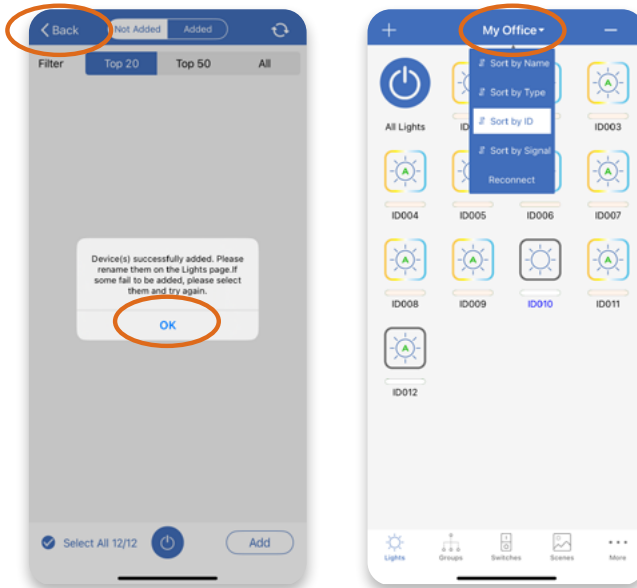 Back
Not Added
Added
Filter
Top 20
Top 50
All
Device(s) successfully added. Please
rename them on the Lights page.If
some fail to be added, please select
them and try again.
OK
Select All 12/12
Add
My Office
Sort by Name
Sort by Type
Sort by ID
Sort by Signal
Reconnect
All Lights
ID
ID003
A
A
ID004
ID005
ID006
ID007
A
A
A
ID008
ID009
ID010
ID011
A
ID012
Lights
Groups
Switches
Scenes
More